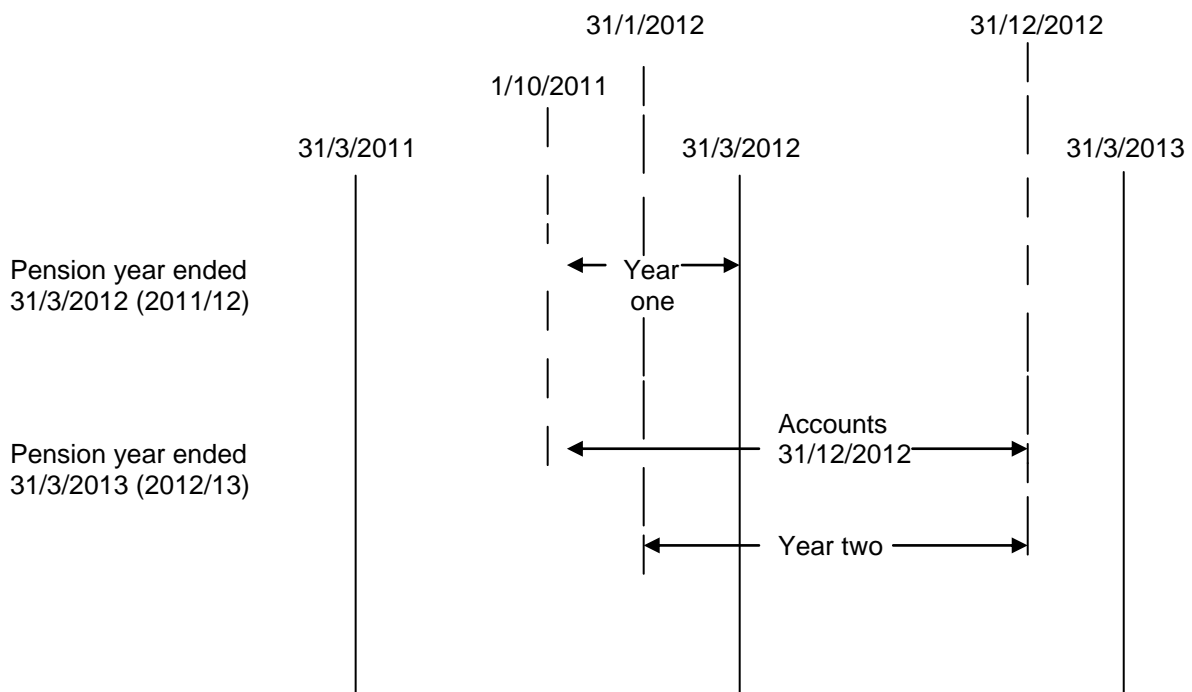 31/1/2012
31/12/2012
1/10/2011
31/3/2011
31/3/2012
31/3/2013
Pension year ended
31/3/2012 (2011/12)
Year
one
Accounts
31/12/2012
Pension year ended
31/3/2013 (2012/13)
Year two